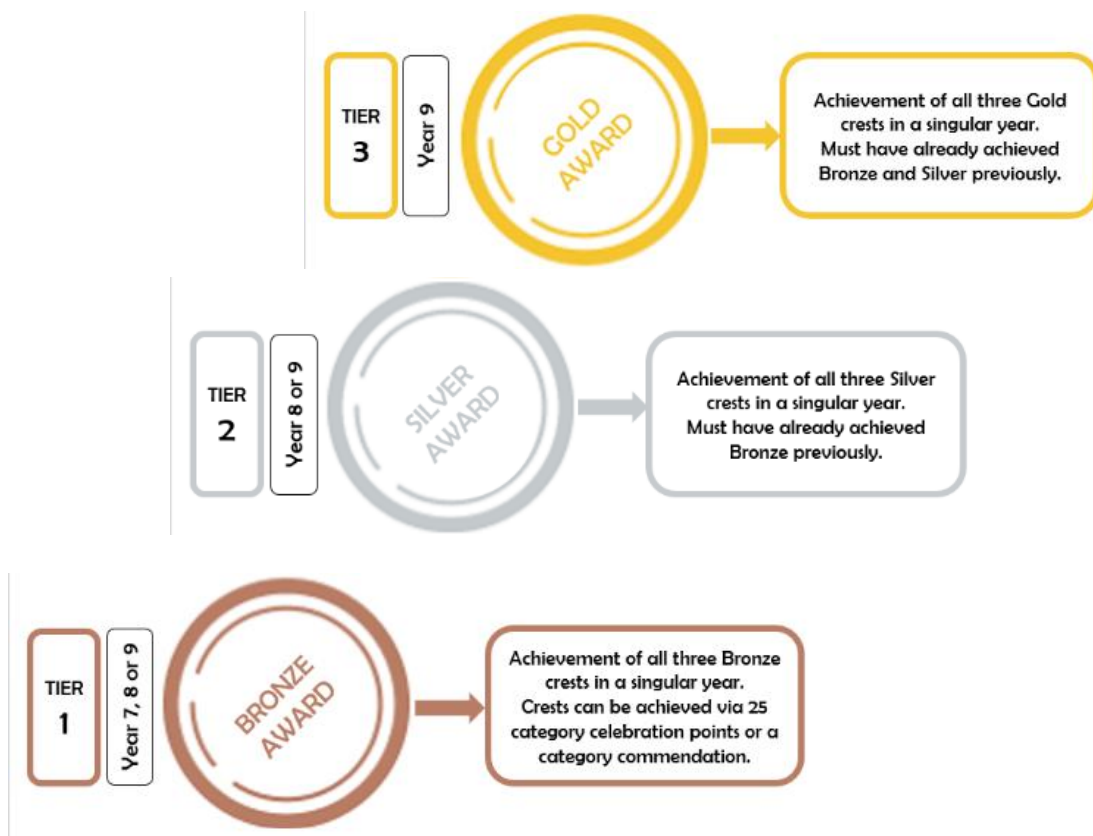 TIER
3
Year 9
GOLD
AWARD
Achievement of all three Gold
crests in a singular year.
Must have already achieved
Bronze and Silver previously.
TIER
2
Year 8 or 9
SILVER
AWARD
Achievement of all three Silver
crests in a singular year.
Must have already achieved
Bronze previously.
TIER
1
Year 7, 8 or 9
BRONZE
AWARD
Achievement of all three Bronze
crests in a singular year.
Crests can be achieved via 25
category celebration points or a
category commendation.